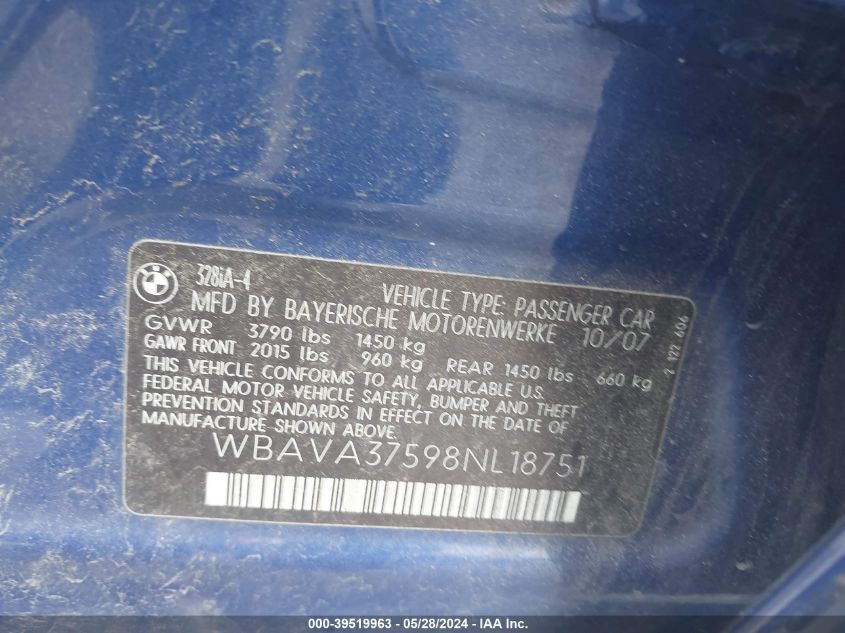 BMW
328iA-4 VEHICLE TYPE: PASSENGER CAR
MFD BY BAYERISCHE MOTORENWERKE 10/07
GVWR 3790 lbs 1450 kg
GAWR FRONT 2015 lbs 960 kg REAR 1450 lbs 660 kg
THIS VEHICLE CONFORMS TO ALL APPLICABLE U.S.
FEDERAL MOTOR VEHICLE SAFETY, BUMPER AND THEFT
PREVENTION STANDARDS IN EFFECT ON THE DATE OF
MANUFACTURE SHOWN ABOVE.
WBAVA37598NL18751
000-39519963 - 05/28/2024 - IAAI.COM